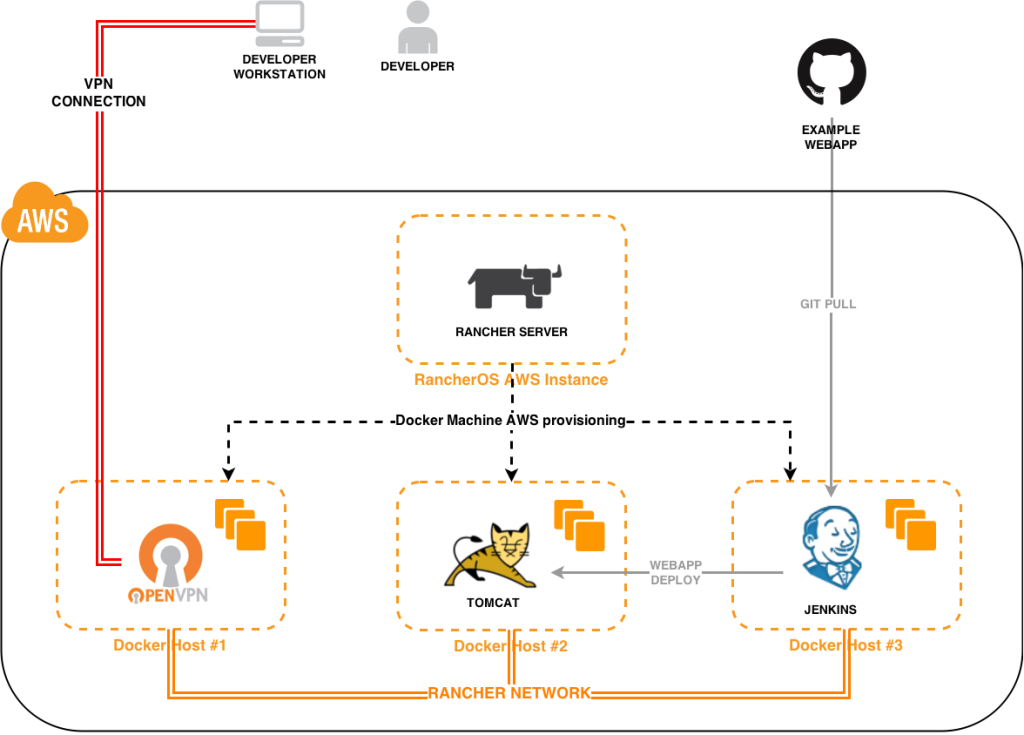 DEVELOPER
WORKSTATION
DEVELOPER
VPN
CONNECTION
EXAMPLE
WEBAPP
AWS
GIT PULL
RANCHER SERVER
RancherOS AWS Instance
Docker Machine AWS provisioning
OPENVPN
TOMCAT
WEBAPP
DEPLOY
JENKINS
Docker Host #1
Docker Host #2
Docker Host #3
RANCHER NETWORK